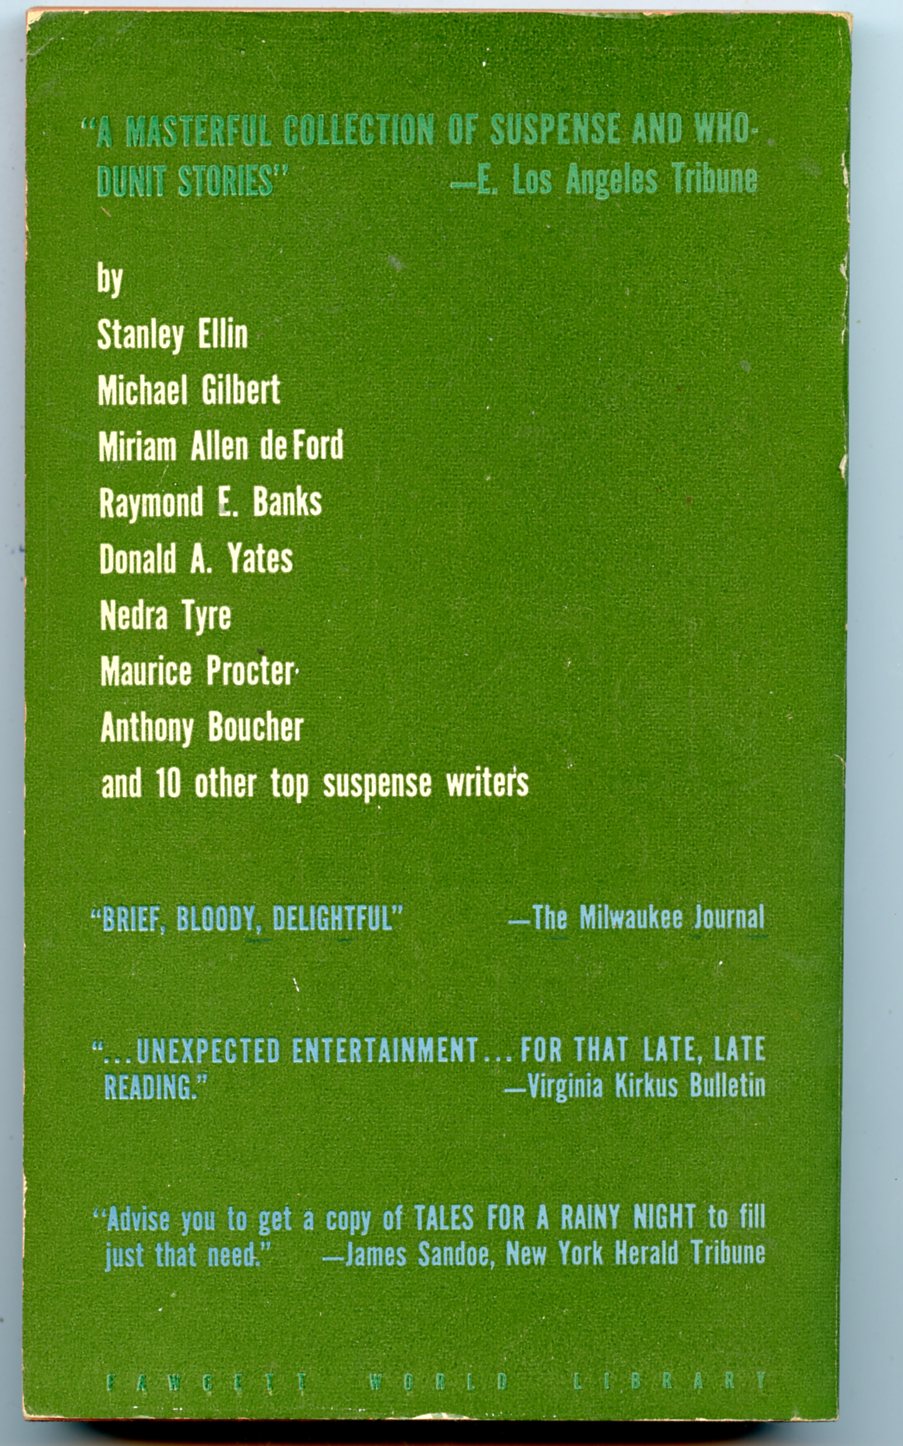 “A MASTERFUL COLLECTION OF SUSPENSE AND WHO-
DUNIT STORIES” —E. Los Angeles Tribune
by
Stanley Ellin
Michael Gilbert
Miriam Allen de Ford
Raymond E. Banks
Donald A. Yates
Nedra Tyre
Maurice Procter
Anthony Boucher
and 10 other top suspense writers
“BRIEF, BLOODY, DELIGHTFUL” —The Milwaukee Journal
“...UNEXPECTED ENTERTAINMENT...FOR THAT LATE, LATE
READING.” —Virginia Kirkus Bulletin
“Advise you to get a copy of TALES FOR A RAINY NIGHT to fill
just that need.” —James Sandoe, New York Herald Tribune
FAWCETT WORLD LIBRARY